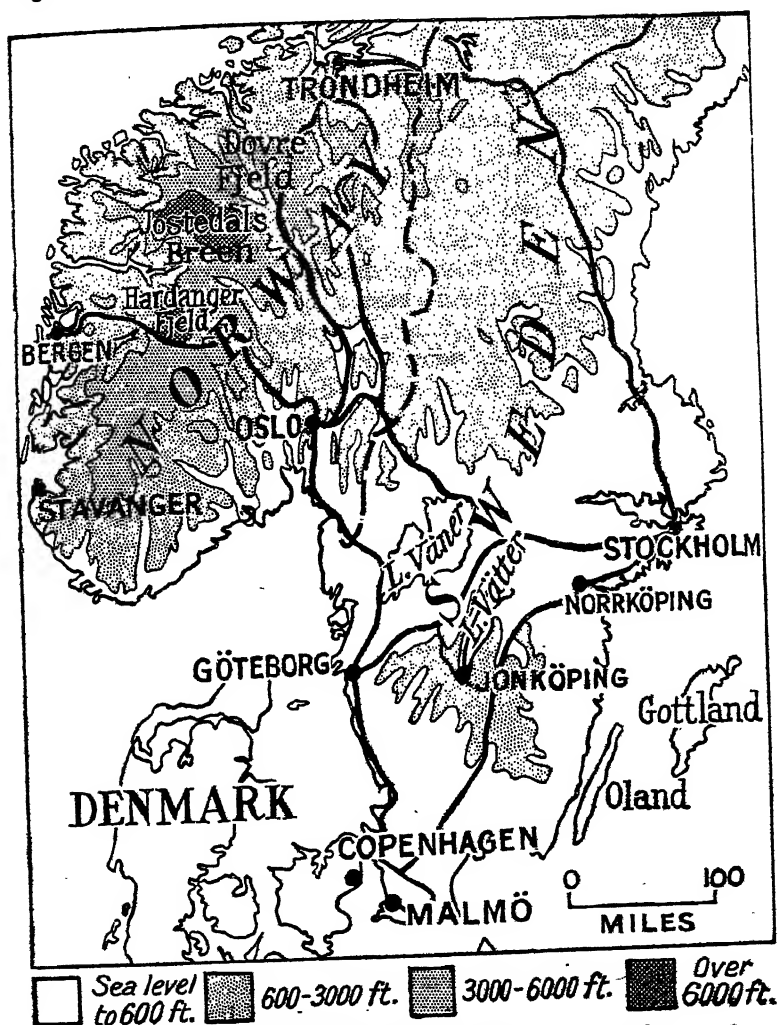 TRONDHEIM
Dovre
Fjeld
Jostedals
Breen
NORWAY
Hardanger
Fjeld
BERGEN
OSLO
STAVANGER
SWEDEN
L. Väner
L. Vätter
STOCKHOLM
NORRKÖPING
GÖTEBORG
JONKÖPING
Gottland
Oland
DENMARK
COPENHAGEN
MALMÖ
0 100
MILES
Sea level
to 600 ft.
600-3000 ft.
3000-6000 ft.
Over
6000 ft.